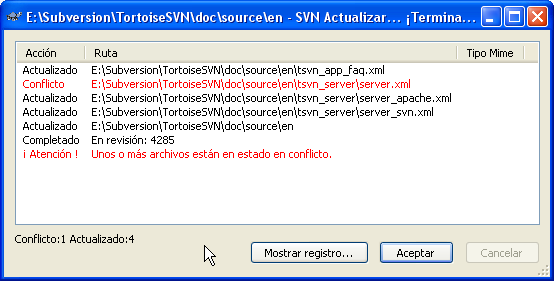 E:\Subversion\TortoiseSVN\doc\source\en - SVN Actualizar... ¡Termina...
Acción Ruta Tipo Mime
Actualizado E:\Subversion\TortoiseSVN\doc\source\en\tsvn_app_faq.xml
Conflicto E:\Subversion\TortoiseSVN\doc\source\en\tsvn_server\server.xml
Actualizado E:\Subversion\TortoiseSVN\doc\source\en\tsvn_server\server_apache.xml
Actualizado E:\Subversion\TortoiseSVN\doc\source\en\tsvn_server\server_svn.xml
Actualizado E:\Subversion\TortoiseSVN\doc\source\en
Completado En revisión: 4285
¡ Atención ! Unos o más archivos están en estado en conflicto.
Conflicto:1 Actualizado:4
Mostrar registro... Aceptar Cancelar